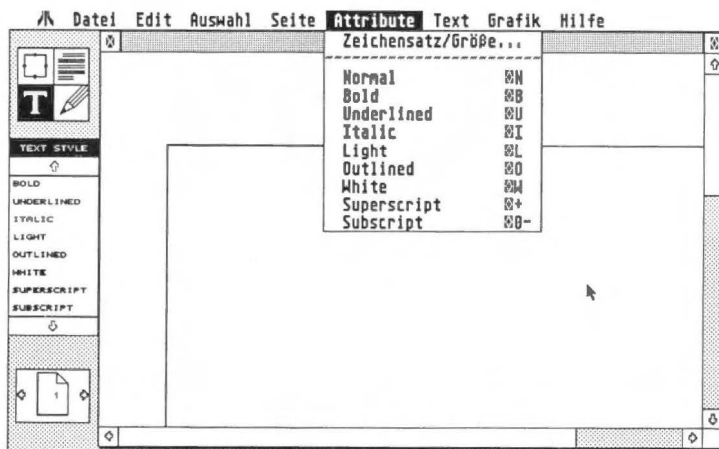 Datei Edit Auswahl Seite Attribute Text Grafik Hilfe
Zeichensatz/Größe...
Normal ⌧N
Bold ⌧B
Underlined ⌧U
Italic ⌧I
Light ⌧L
Outlined ⌧O
White ⌧W
Superscript ⌧+
Subscript ⌧θ-
T
TEXT STYLE
BOLD
UNDERLINED
ITALIC
LIGHT
OUTLINED
WHITE
SUPERSCRIPT
SUBSCRIPT
1